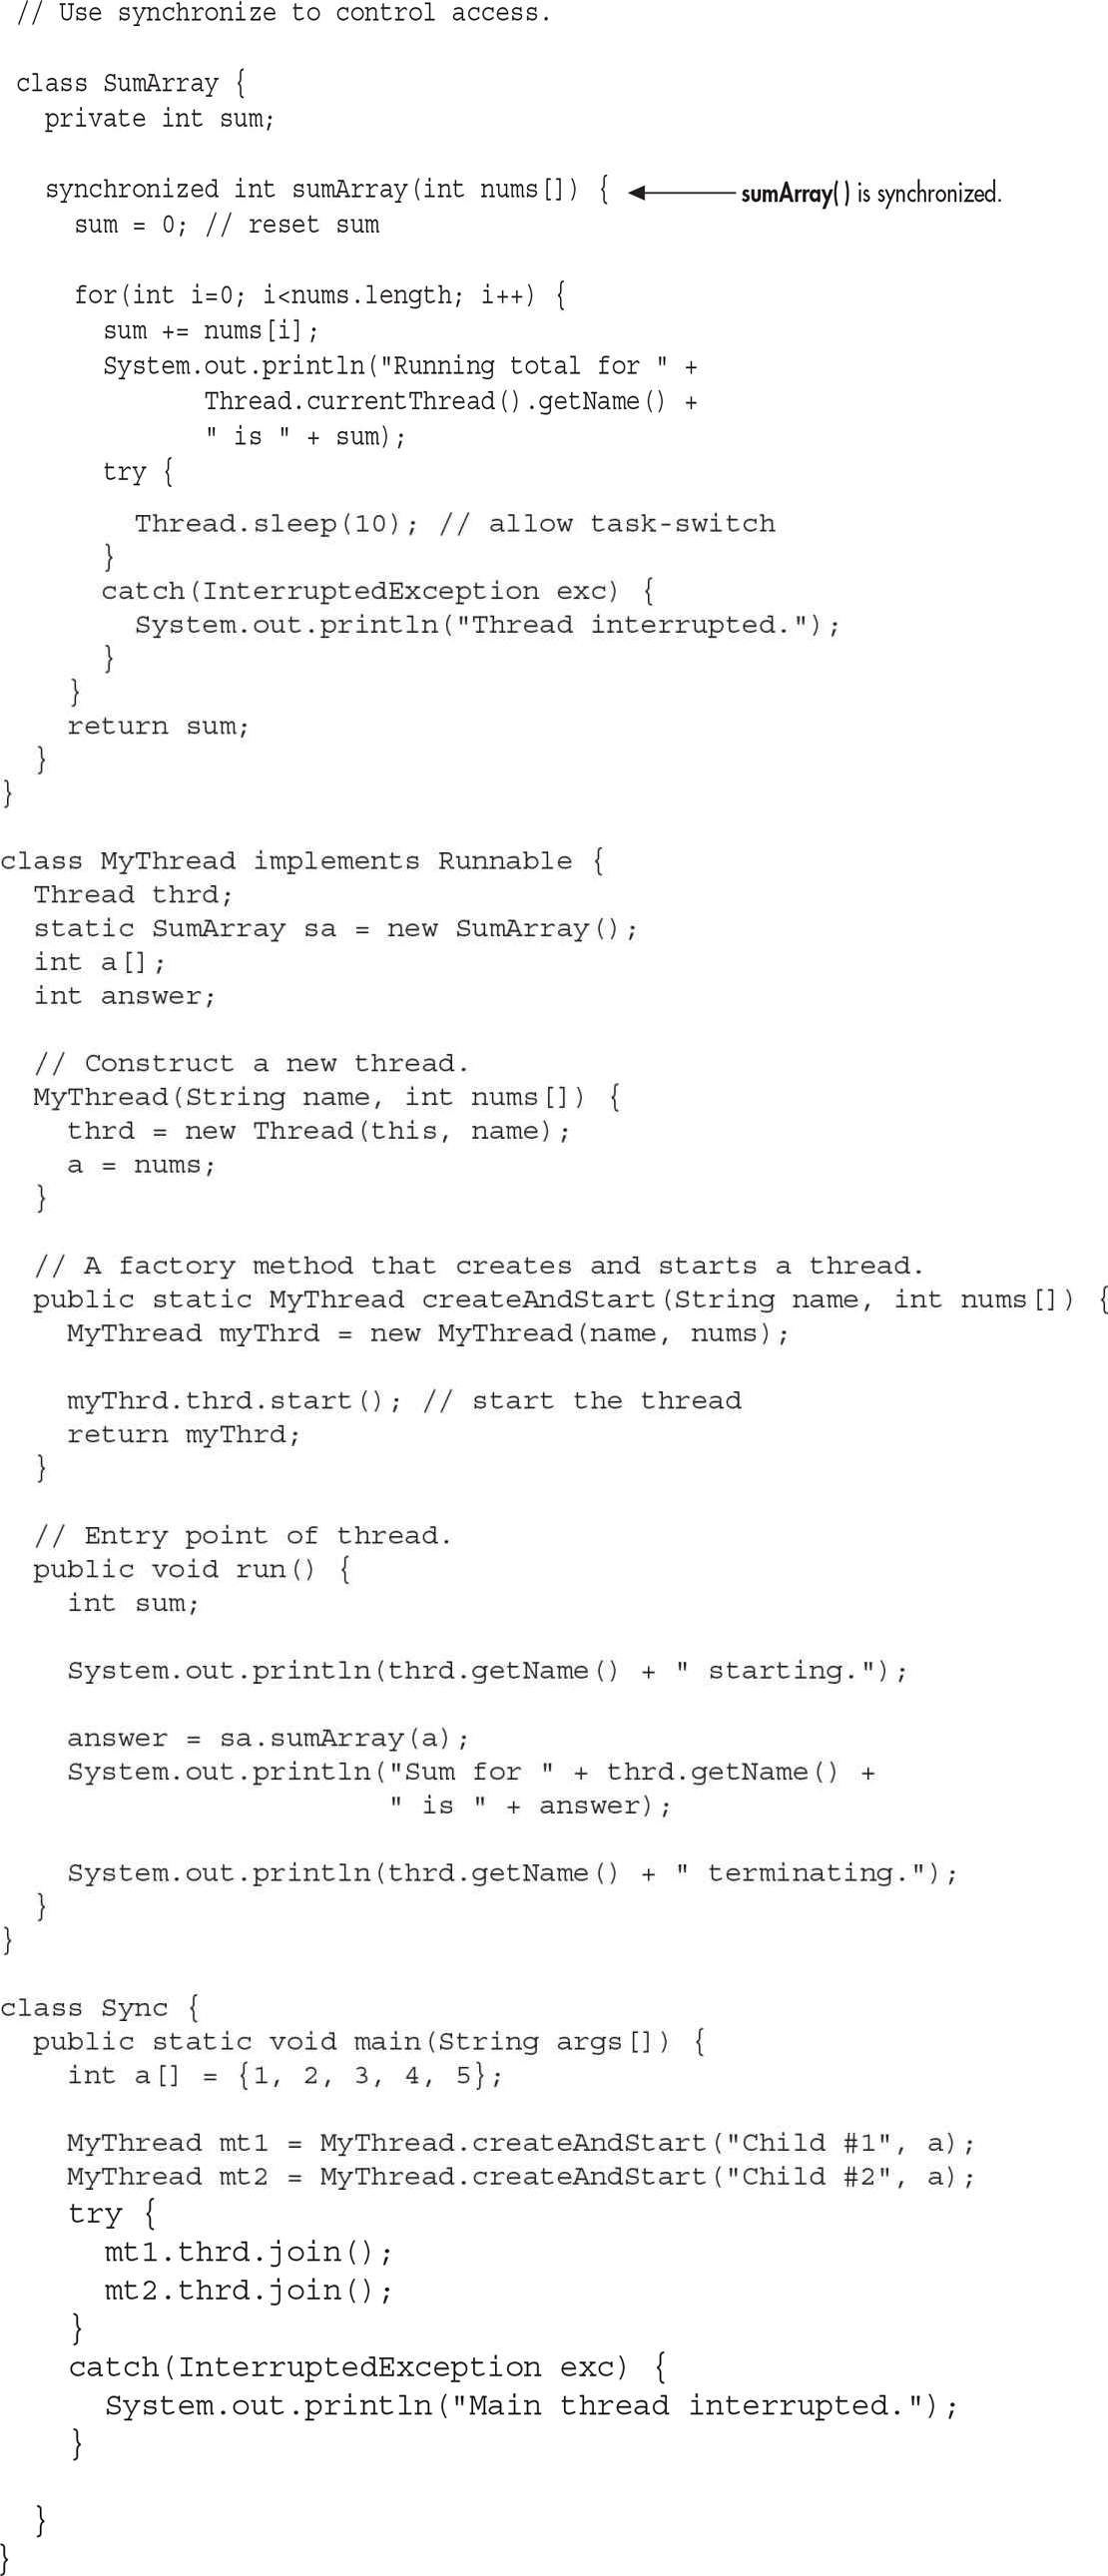 // Use synchronize to control access.

class SumArray {
  private int sum;

  synchronized int sumArray(int nums[]) { sumArray( ) is synchronized.
    sum = 0; // reset sum

    for(int i=0; i<nums.length; i++) {
      sum += nums[i];
      System.out.println("Running total for " +
             Thread.currentThread().getName() +
             " is " + sum);
      try {
        Thread.sleep(10); // allow task-switch
      }
      catch(InterruptedException exc) {
        System.out.println("Thread interrupted.");
      }
    }
    return sum;
  }
}

class MyThread implements Runnable {
  Thread thrd;
  static SumArray sa = new SumArray();
  int a[];
  int answer;

  // Construct a new thread.
  MyThread(String name, int nums[]) {
    thrd = new Thread(this, name);
    a = nums;
  }

  // A factory method that creates and starts a thread.
  public static MyThread createAndStart(String name, int nums[]) {
    MyThread myThrd = new MyThread(name, nums);

    myThrd.thrd.start(); // start the thread
    return myThrd;
  }

  // Entry point of thread.
  public void run() {
    int sum;

    System.out.println(thrd.getName() + " starting.");

    answer = sa.sumArray(a);
    System.out.println("Sum for " + thrd.getName() +
                       " is " + answer);

    System.out.println(thrd.getName() + " terminating.");
  }
}

class Sync {
  public static void main(String args[]) {
    int a[] = {1, 2, 3, 4, 5};

    MyThread mt1 = MyThread.createAndStart("Child #1", a);
    MyThread mt2 = MyThread.createAndStart("Child #2", a);
    try {
      mt1.thrd.join();
      mt2.thrd.join();
    }
    catch(InterruptedException exc) {
      System.out.println("Main thread interrupted.");
    }

  }
}